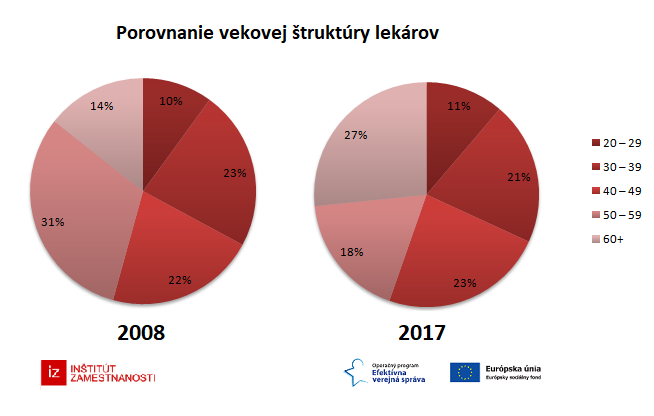 Porovnanie vekovej štruktúry lekárov
14%
10%
23%
31%
22%
27%
11%
21%
18%
23%
20 – 29
30 – 39
40 – 49
50 – 59
60+
2008
2017
iz
INŠTITÚT
ZAMESTNANOSTI
Operačný program
Efektívna
verejná správa
Európska únia
Európsky sociálny fond